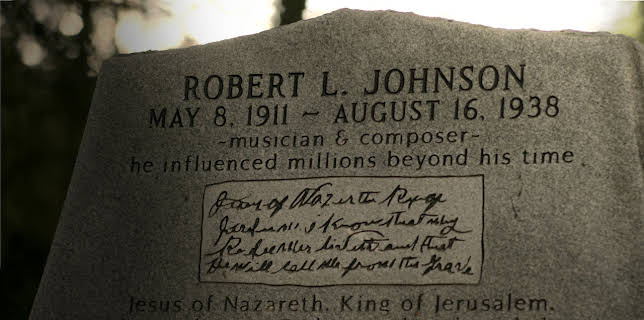 ROBERT L. JOHNSON
MAY 8, 1911 ~ AUGUST 16, 1938
~musician & composer~
he influenced millions beyond his time
Jesus of Nazareth King of
Jerusalem i Know that my
Redeemer liveth and that
He will call Me from the Grave
Jesus of Nazareth, King of Jerusalem,